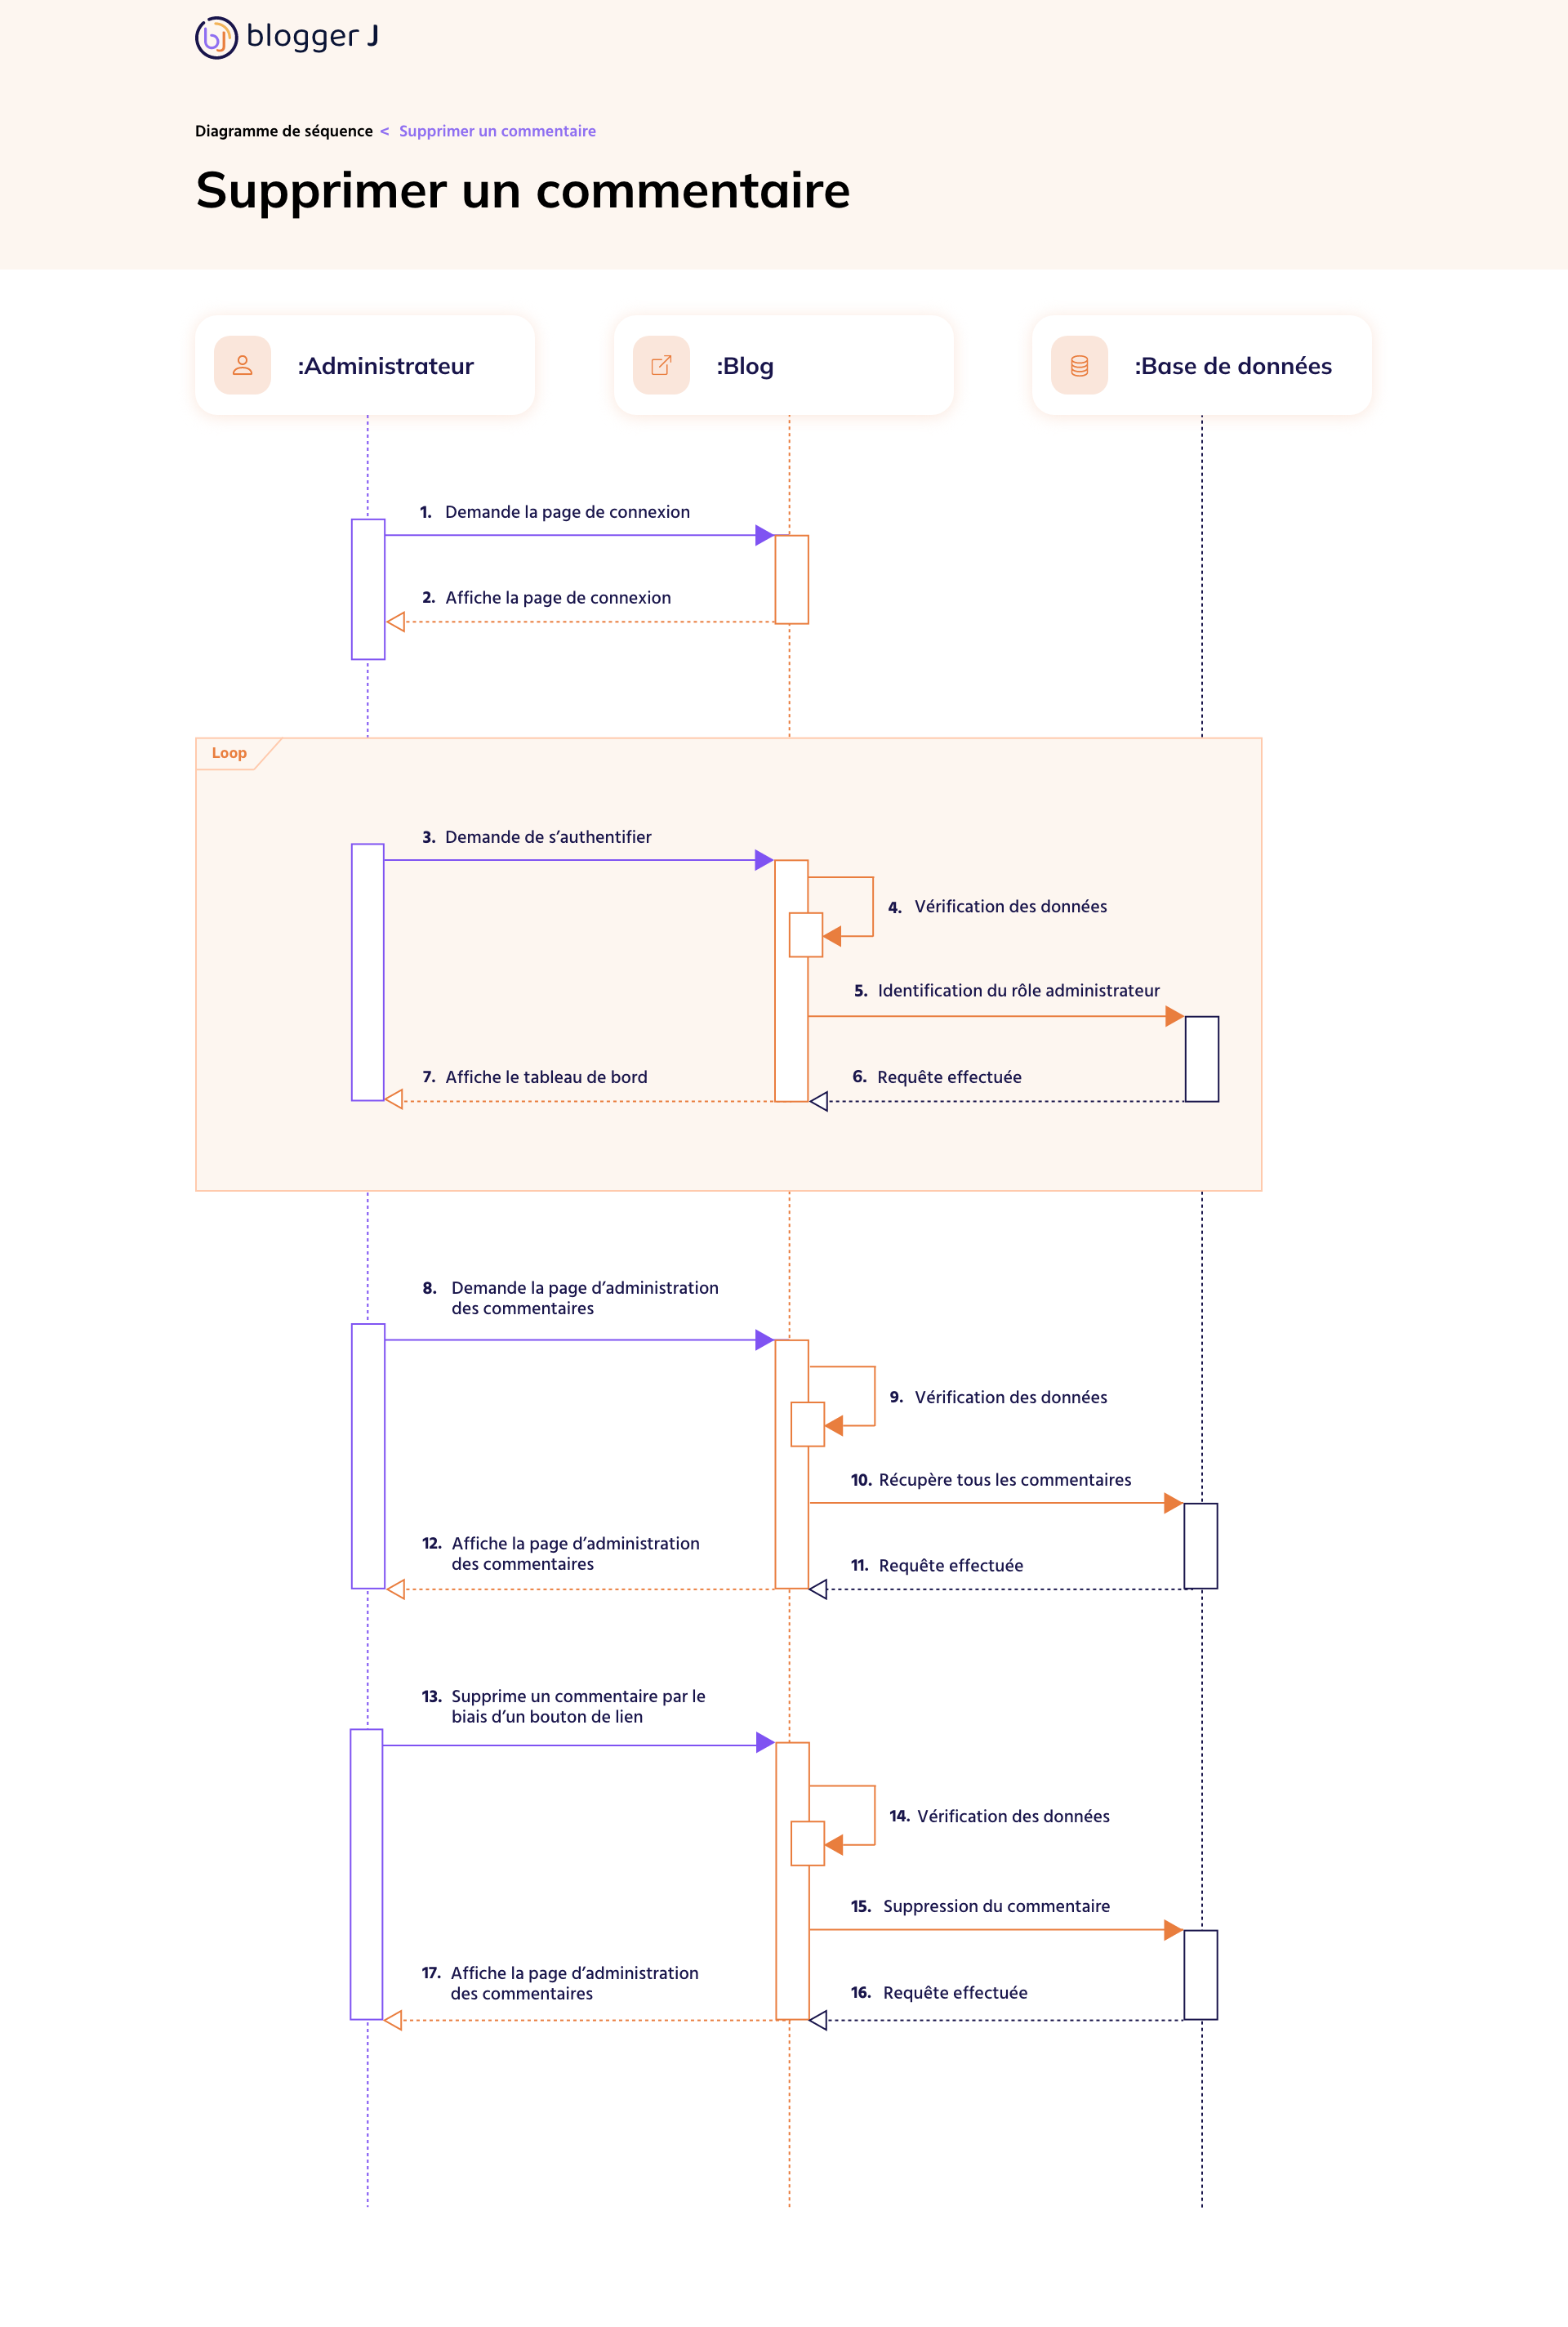 blogger J
Diagramme de séquence < Supprimer un commentaire
Supprimer un commentaire
:Administrateur
:Blog
:Base de données
1. Demande la page de connexion
2. Affiche la page de connexion
Loop
3. Demande de s’authentifier
4. Vérification des données
5. Identification du rôle administrateur
7. Affiche le tableau de bord
6. Requête effectuée
8. Demande la page d’administration
des commentaires
9. Vérification des données
10. Récupère tous les commentaires
12. Affiche la page d’administration
des commentaires
11. Requête effectuée
13. Supprime un commentaire par le
biais d’un bouton de lien
14. Vérification des données
15. Suppression du commentaire
17. Affiche la page d’administration
des commentaires
16. Requête effectuée